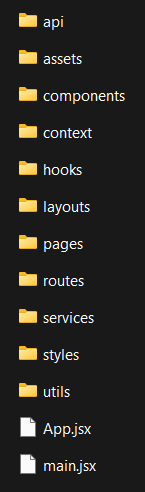 api
assets
components
context
hooks
layouts
pages
routes
services
styles
utils
App.jsx
main.jsx